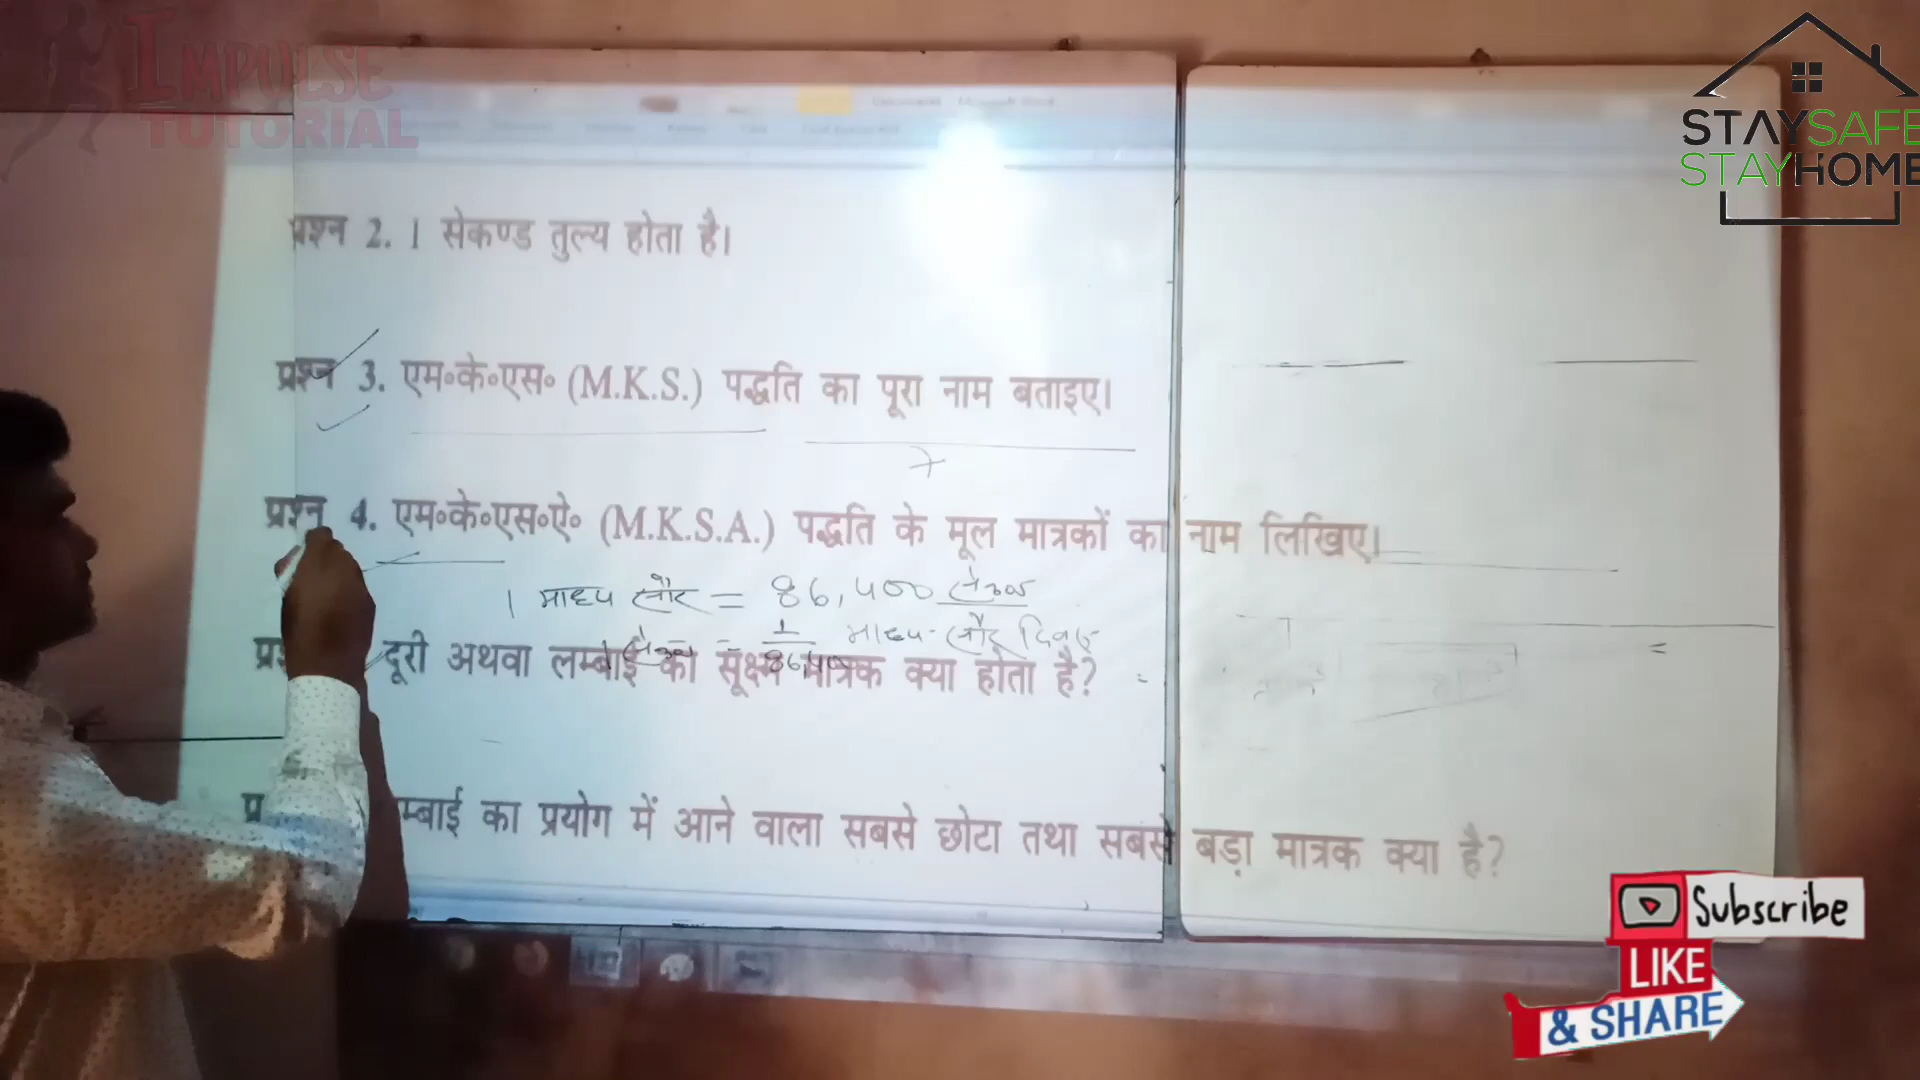 IMPULSE
TUTORIAL
STAYSAFE
STAYHOME
प्रश्न 2. 1 सेकण्ड तुल्य होता है।
प्रश्न 3. एम॰के॰एस॰ (M.K.S.) पद्धति का पूरा नाम बताइए।
प्रश्न 4. एम॰के॰एस॰ऐ॰ (M.K.S.A.) पद्धति के मूल मात्रकों का नाम लिखिए।
1 माध्य सौर = 86,400
1 माध्य सौर दिवस
दूरी अथवा लम्बाई का सूक्ष्म मात्रक क्या होता है?
म्बाई का प्रयोग में आने वाला सबसे छोटा तथा सबसे बड़ा मात्रक क्या है?
Subscribe
LIKE
& SHARE